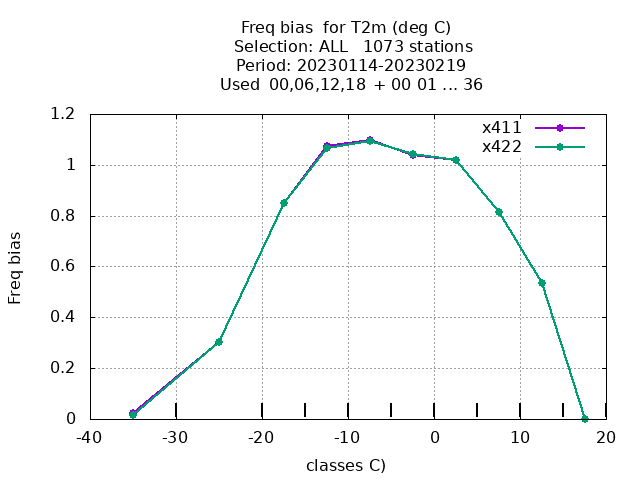 Freq bias  for T2m (deg C)
Selection: ALL   1073 stations
Period: 20230114-20230219
Used  00,06,12,18  + 00 01 ... 36
x411
x422
1.2
1
0.8
0.6
0.4
0.2
0
Freq bias
-40 -30 -20 -10 0 10 20
classes C)